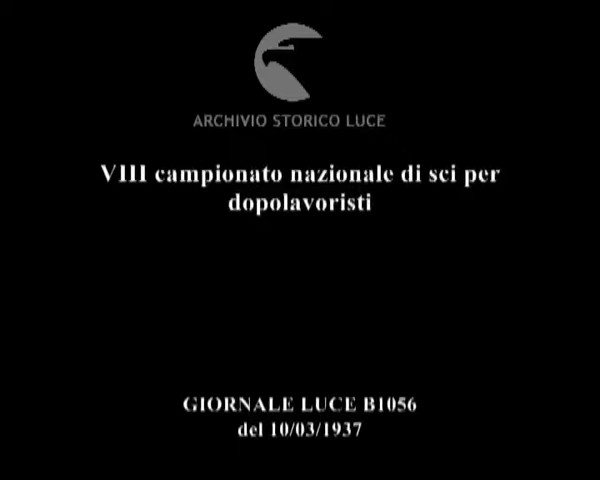 ARCHIVIO STORICO LUCE
VIII campionato nazionale di sci per
dopolavoristi
GIORNALE LUCE B1056
del 10/03/1937